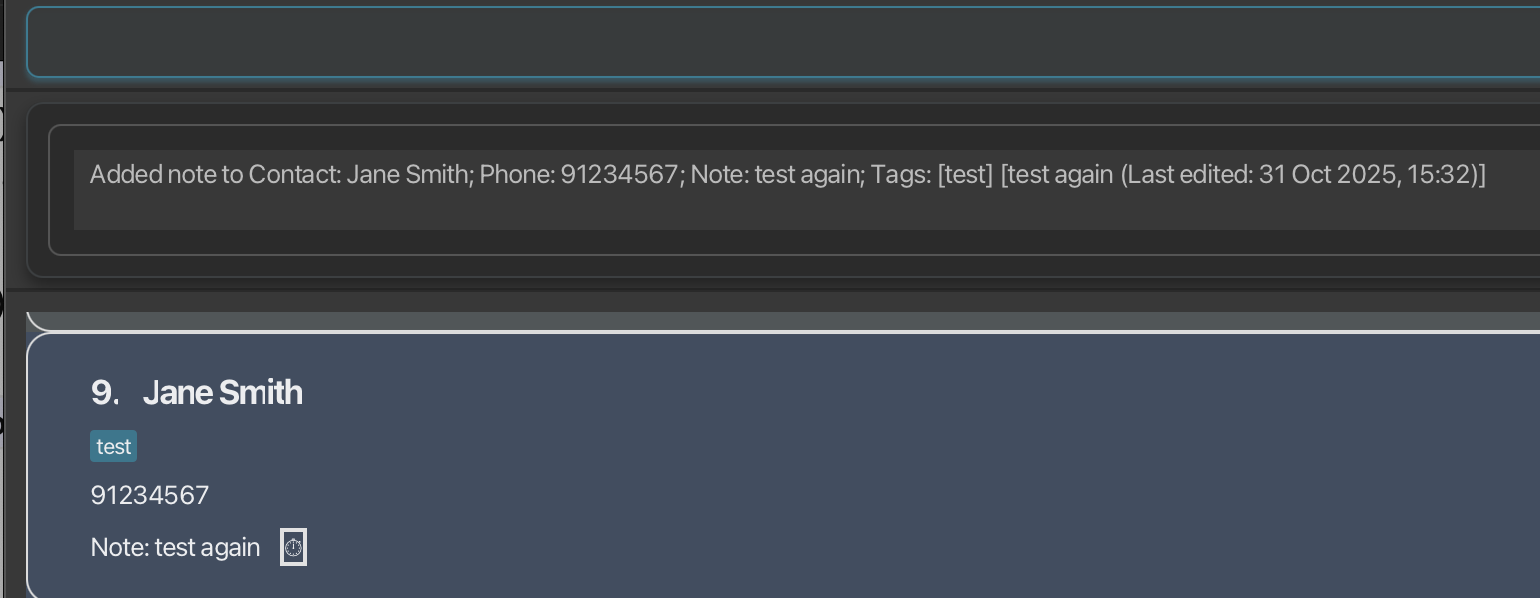 Added note to Contact: Jane Smith; Phone: 91234567; Note: test again; Tags: [test] [test again (Last edited: 31 Oct 2025, 15:32)]
9. Jane Smith
test
91234567
Note: test again ⏱